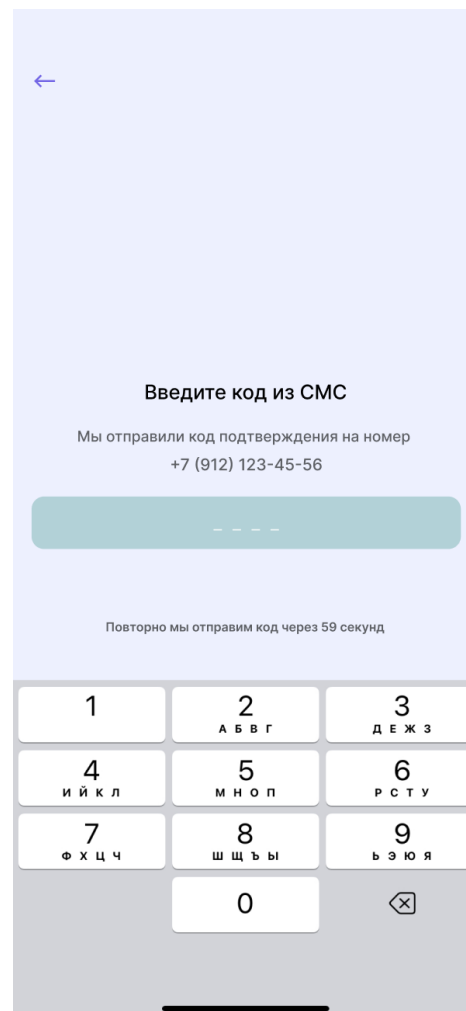 Введите код из СМС
Мы отправили код подтверждения на номер
+7 (912) 123-45-56
_ _ _ _
Повторно мы отправим код через 59 секунд
1 2 3
А Б В Г Д Е Ж З
4 5 6
И Й К Л М Н О П Р С Т У
7 8 9
Ф Х Ц Ч Ш Щ Ъ Ы Ь Э Ю Я
0